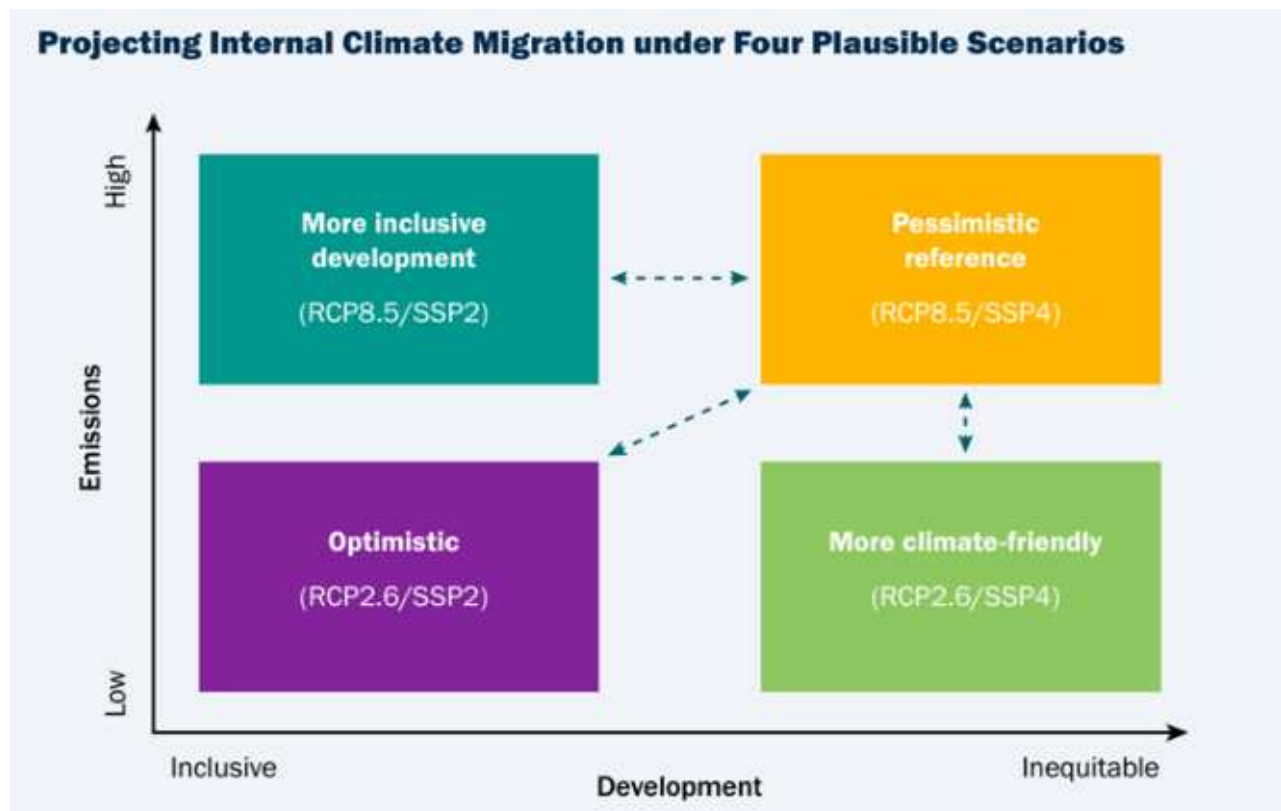 Projecting Internal Climate Migration under Four Plausible Scenarios
High
Emissions
Low
More inclusive
development
(RCP8.5/SSP2)
Pessimistic
reference
(RCP8.5/SSP4)
Optimistic
(RCP2.6/SSP2)
More climate-friendly
(RCP2.6/SSP4)
Inclusive
Development
Inequitable